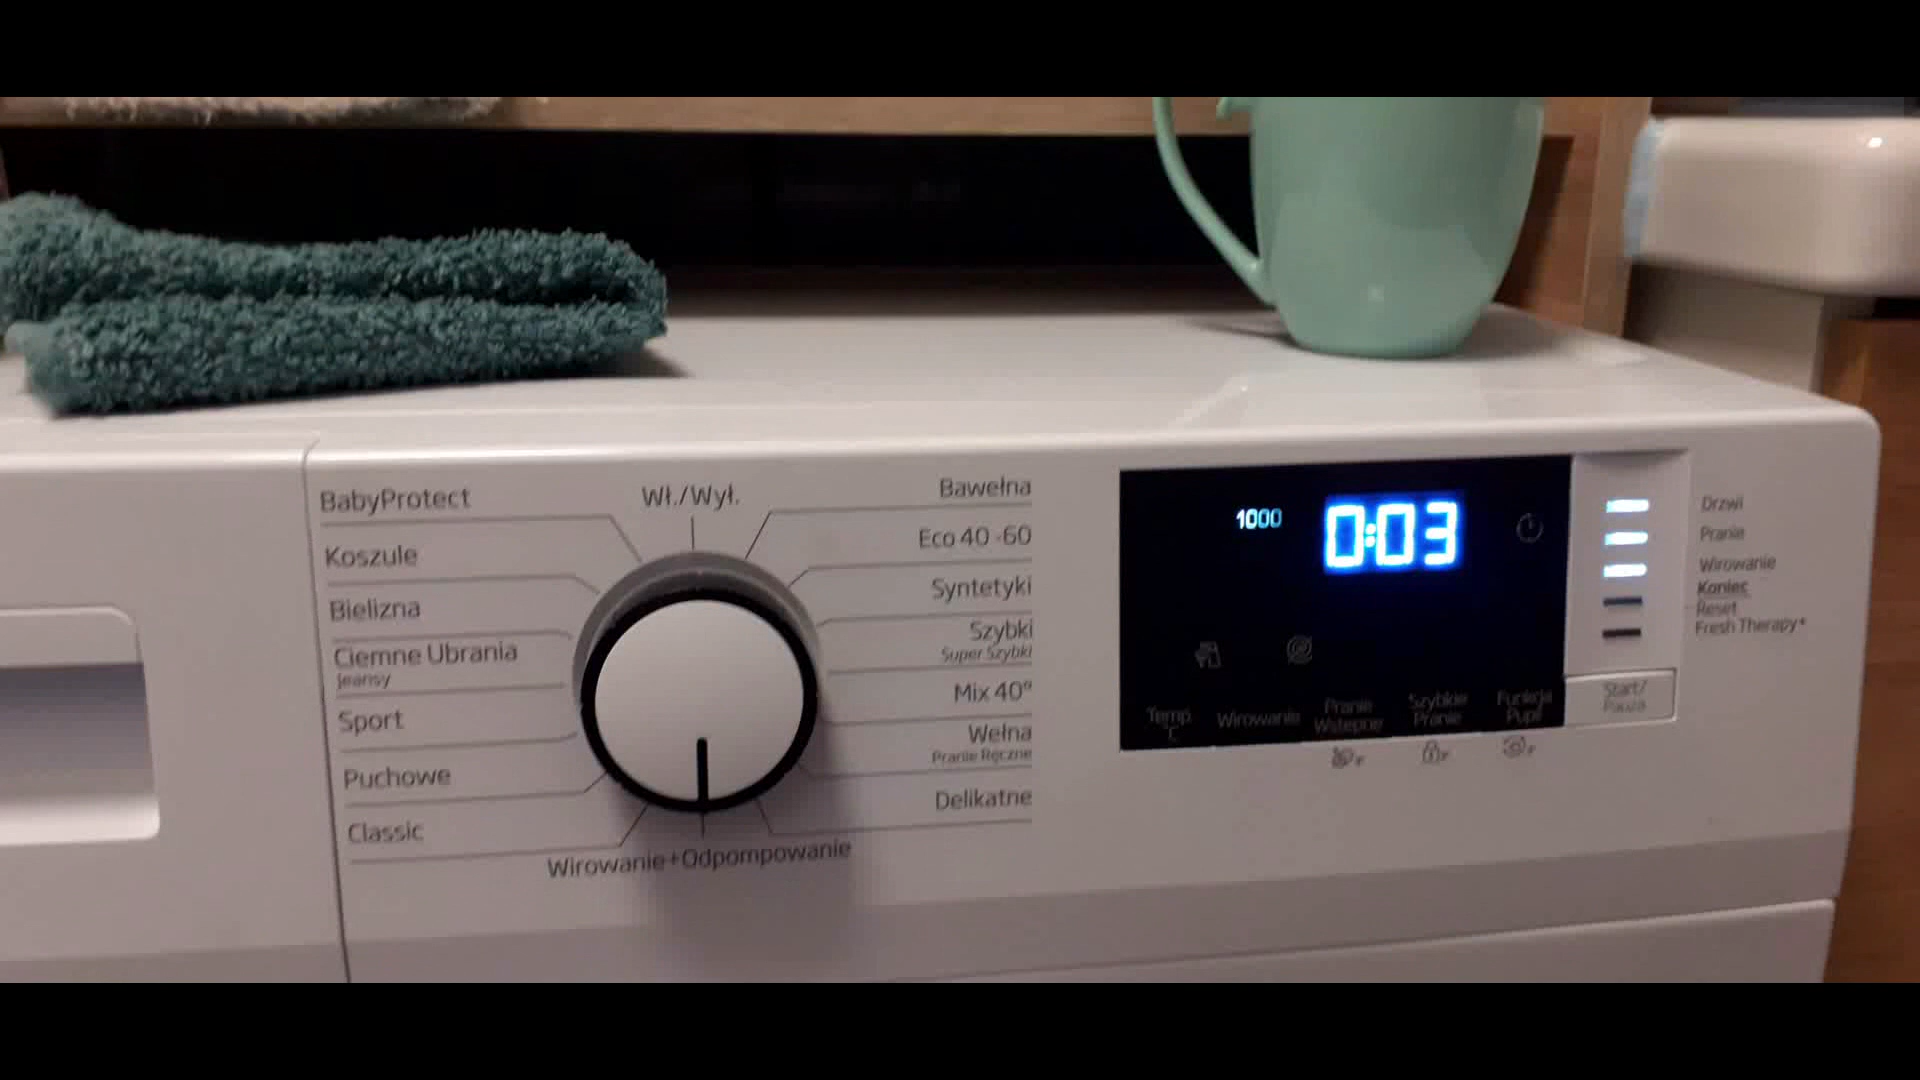 BabyProtect
Koszule
Bielizna
Ciemne Ubrania
Jeansy
Sport
Puchowe
Classic
Wł./Wył.
Wirowanie+Odpompowanie
Bawełna
Eco 40 -60
Syntetyki
Szybki
Super Szybki
Mix 40°
Wełna
Pranie Ręczne
Delikatne
1000
0:03
Temp.
°C
Wirowanie
Pranie
Wstępne
Szybkie
Pranie
Funkcja
Pupil
Drzwi
Pranie
Wirowanie
Koniec
Reset
Fresh Therapy+
Start/
Pauza